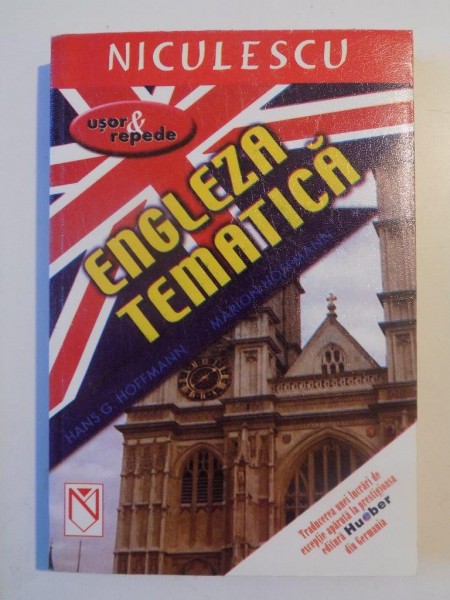 NICULESCU
uşor & repede
ENGLEZA
TEMATICĂ
HANS G. HOFFMANN MARION HOFFMANN
Traducerea unei lucrări de
excepţie apărută la prestigioasa
editură Hueber
din Germania